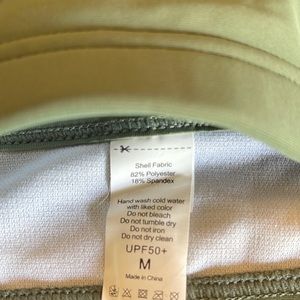 Shell Fabric
82% Polyester
18% Spandex
Hand wash cold water
with liked color
Do not bleach
Do not tumble dry
Do not iron
Do not dry clean
UPF50+
M
Made in China